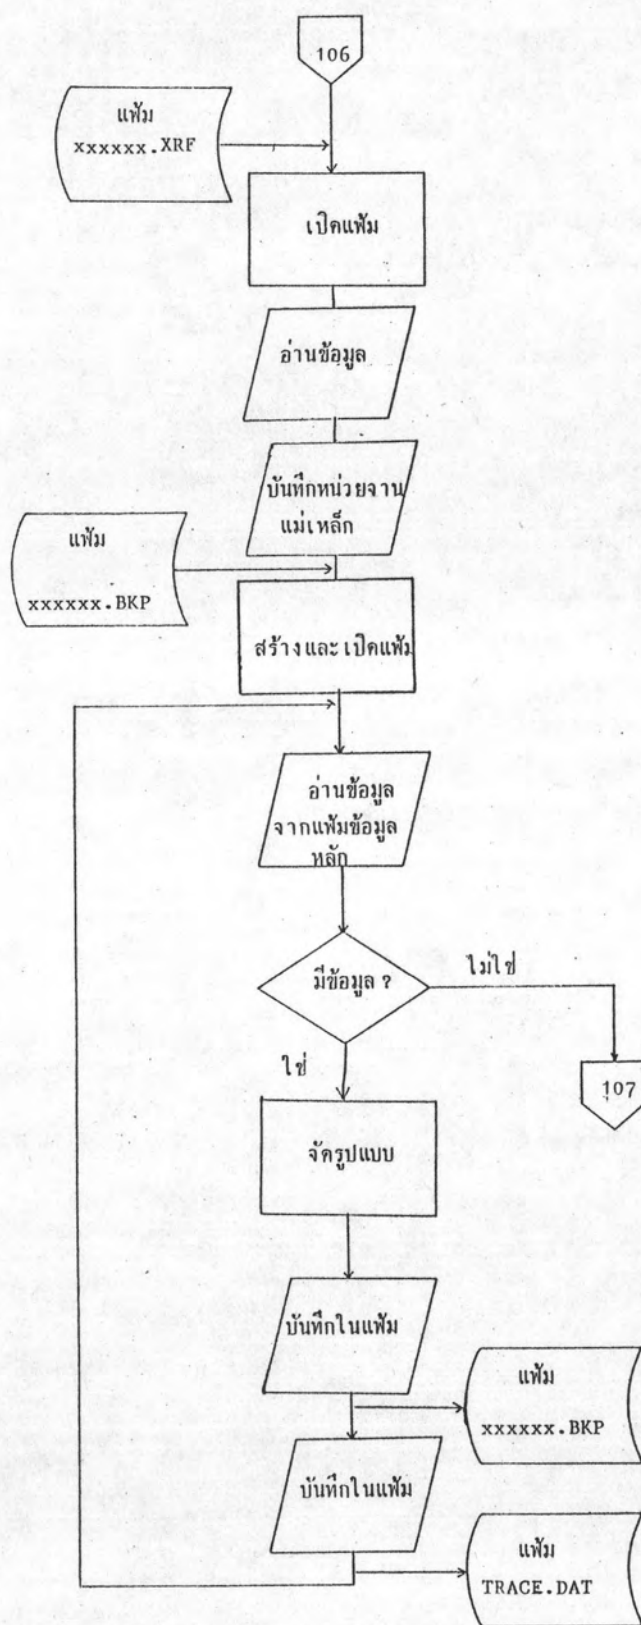 106
แฟ้ม
xxxxxx.XRF
เปิดแฟ้ม
อ่านข้อมูล
บันทึกหน่วยจาน
แม่เหล็ก
แฟ้ม
xxxxxx.BKP
สร้างและเปิดแฟ้ม
อ่านข้อมูล
จากแฟ้มข้อมูล
หลัก
มีข้อมูล ?
ไม่ใช่
ใช่
107
จัดรูปแบบ
บันทึกในแฟ้ม
แฟ้ม
xxxxxx.BKP
บันทึกในแฟ้ม
แฟ้ม
TRACE.DAT